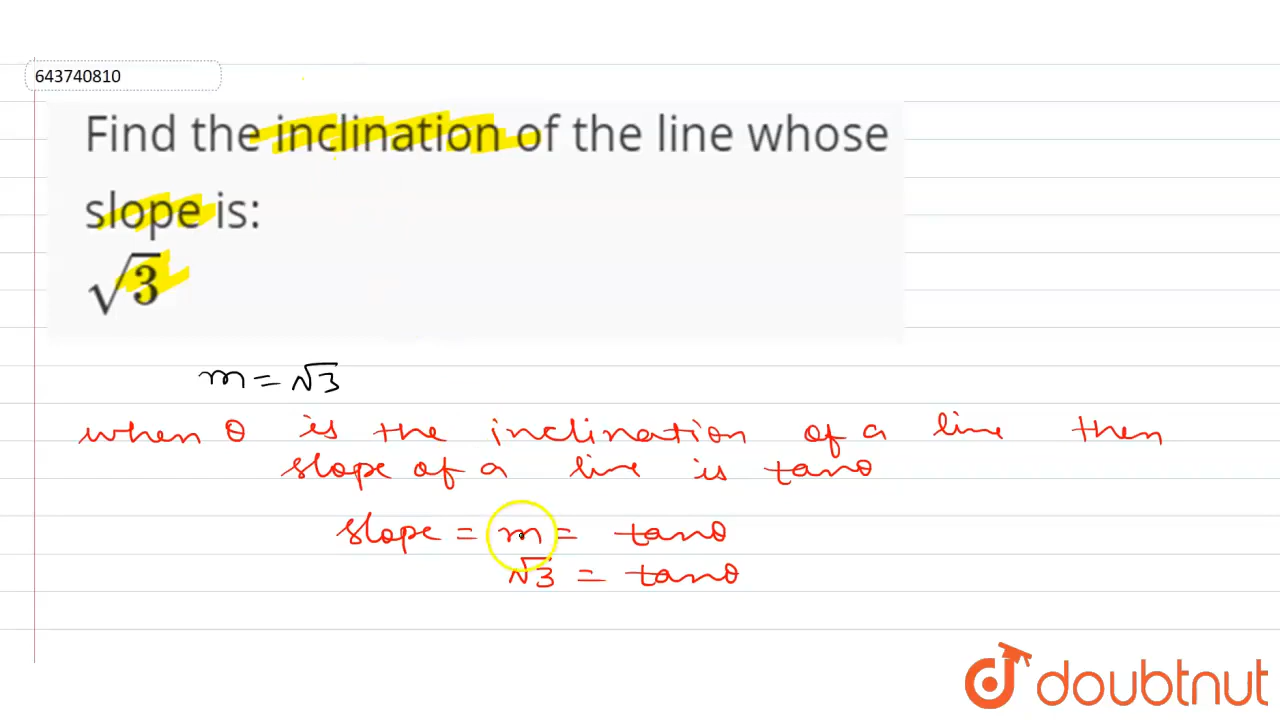 643740810
Find the inclination of the line whose
slope is:
√3
m = √3
when θ is the inclination of a line then
slope of a line is tanθ
slope = m = tanθ
√3 = tanθ
doubtnut